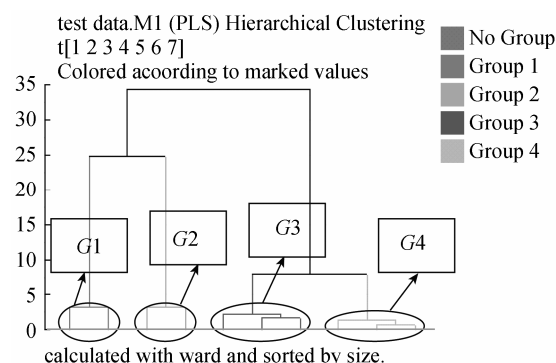 test data.M1 (PLS) Hierarchical Clustering
t[1 2 3 4 5 6 7]
Colored acoording to marked values
No Group
Group 1
Group 2
Group 3
Group 4
35
30
25
20
15
10
5
0
G1
G2
G3
G4
calculated with ward and sorted by size.